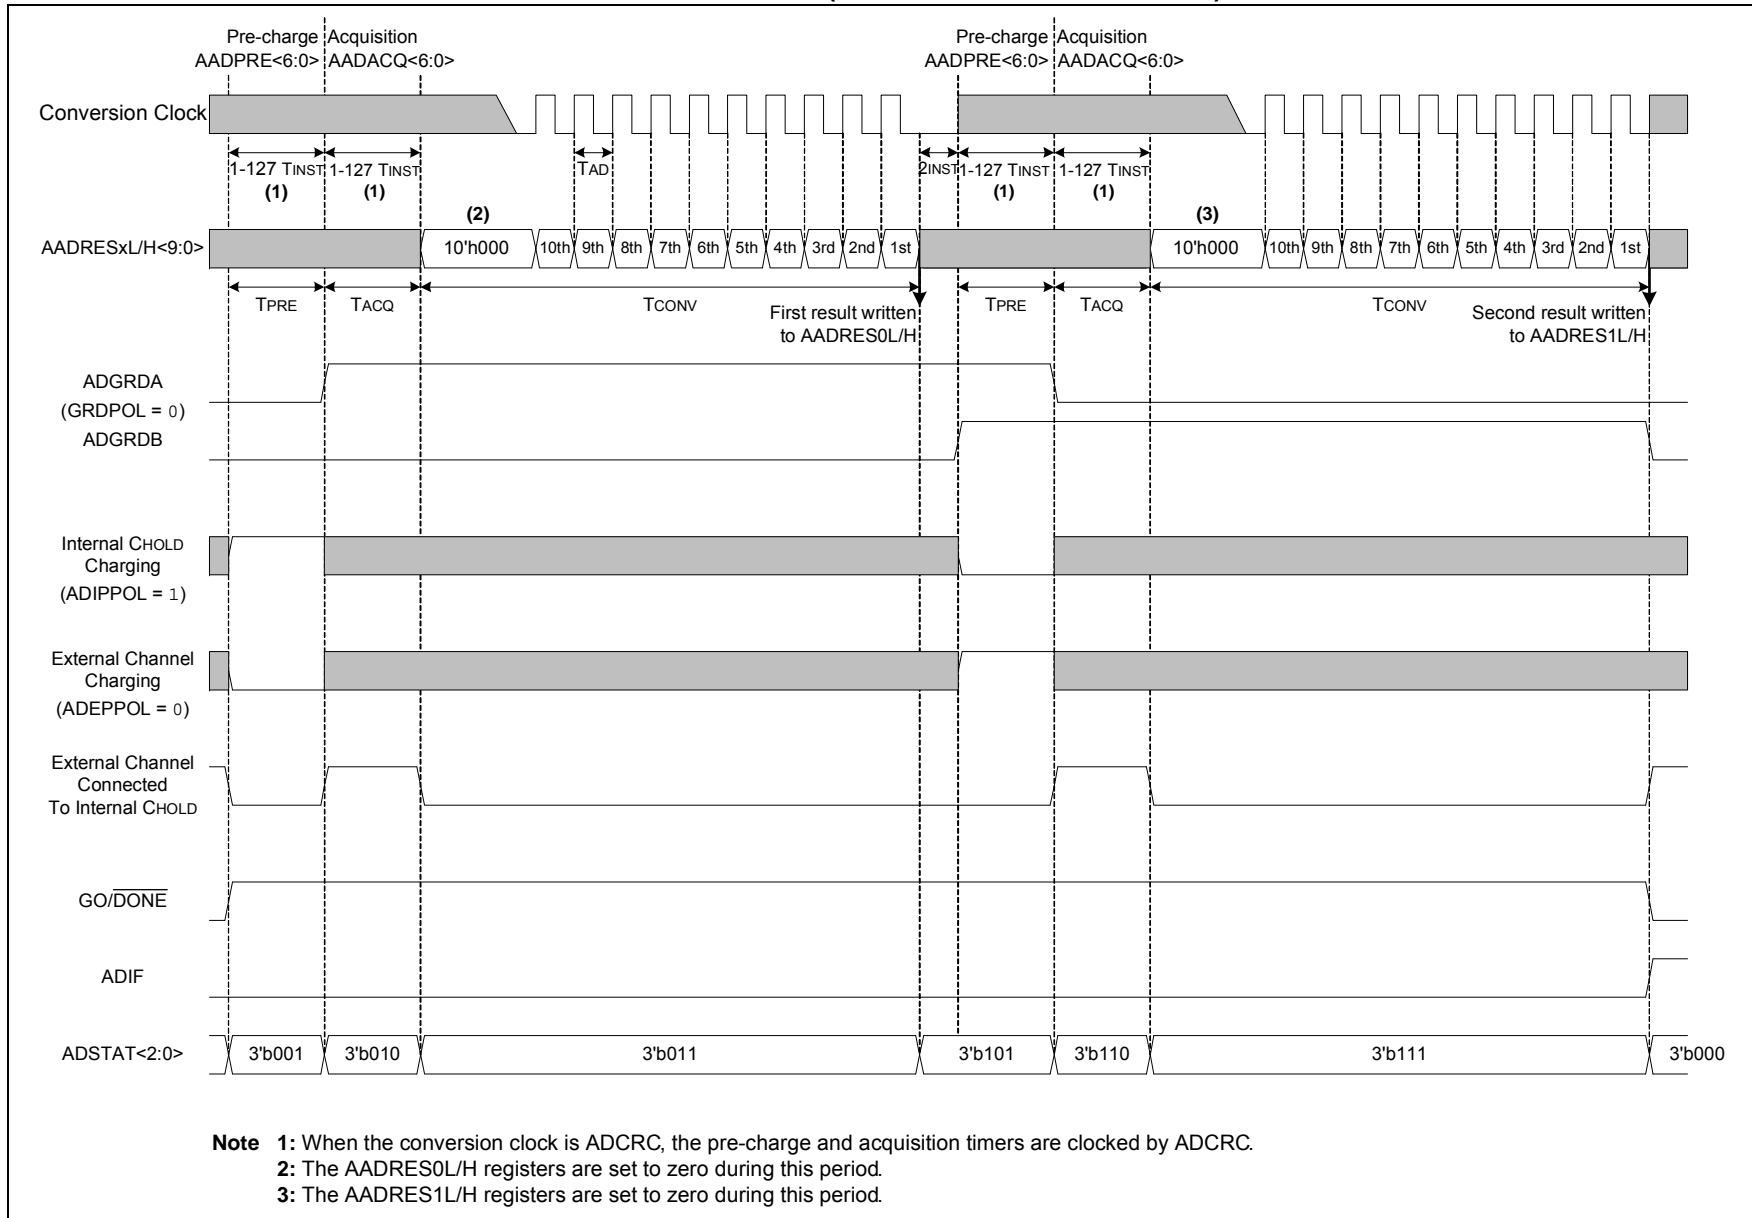 Pre-charge Acquisition Pre-charge Acquisition
AADPRE<6:0> AADACQ<6:0> AADPRE<6:0> AADACQ<6:0>
Conversion Clock
1-127 TINST 1-127 TINST TAD 2INST 1-127 TINST 1-127 TINST
(1) (1) (1) (1)
(2) (3)
AADRESxL/H<9:0> 10'h000 10th 9th 8th 7th 6th 5th 4th 3rd 2nd 1st 10'h000 10th 9th 8th 7th 6th 5th 4th 3rd 2nd 1st
TPRE TACQ TCONV TPRE TACQ TCONV
First result written Second result written
to AADRES0L/H to AADRES1L/H
ADGRDA
(GRDPOL = 0)
ADGRDB
Internal CHOLD
Charging
(ADIPPOL = 1)
External Channel
Charging
(ADEPPOL = 0)
External Channel
Connected
To Internal CHOLD
GO/DONE
ADIF
ADSTAT<2:0> 3'b001 3'b010 3'b011 3'b101 3'b110 3'b111 3'b000
Note 1: When the conversion clock is ADCRC, the pre-charge and acquisition timers are clocked by ADCRC.
2: The AADRES0L/H registers are set to zero during this period.
3: The AADRES1L/H registers are set to zero during this period.